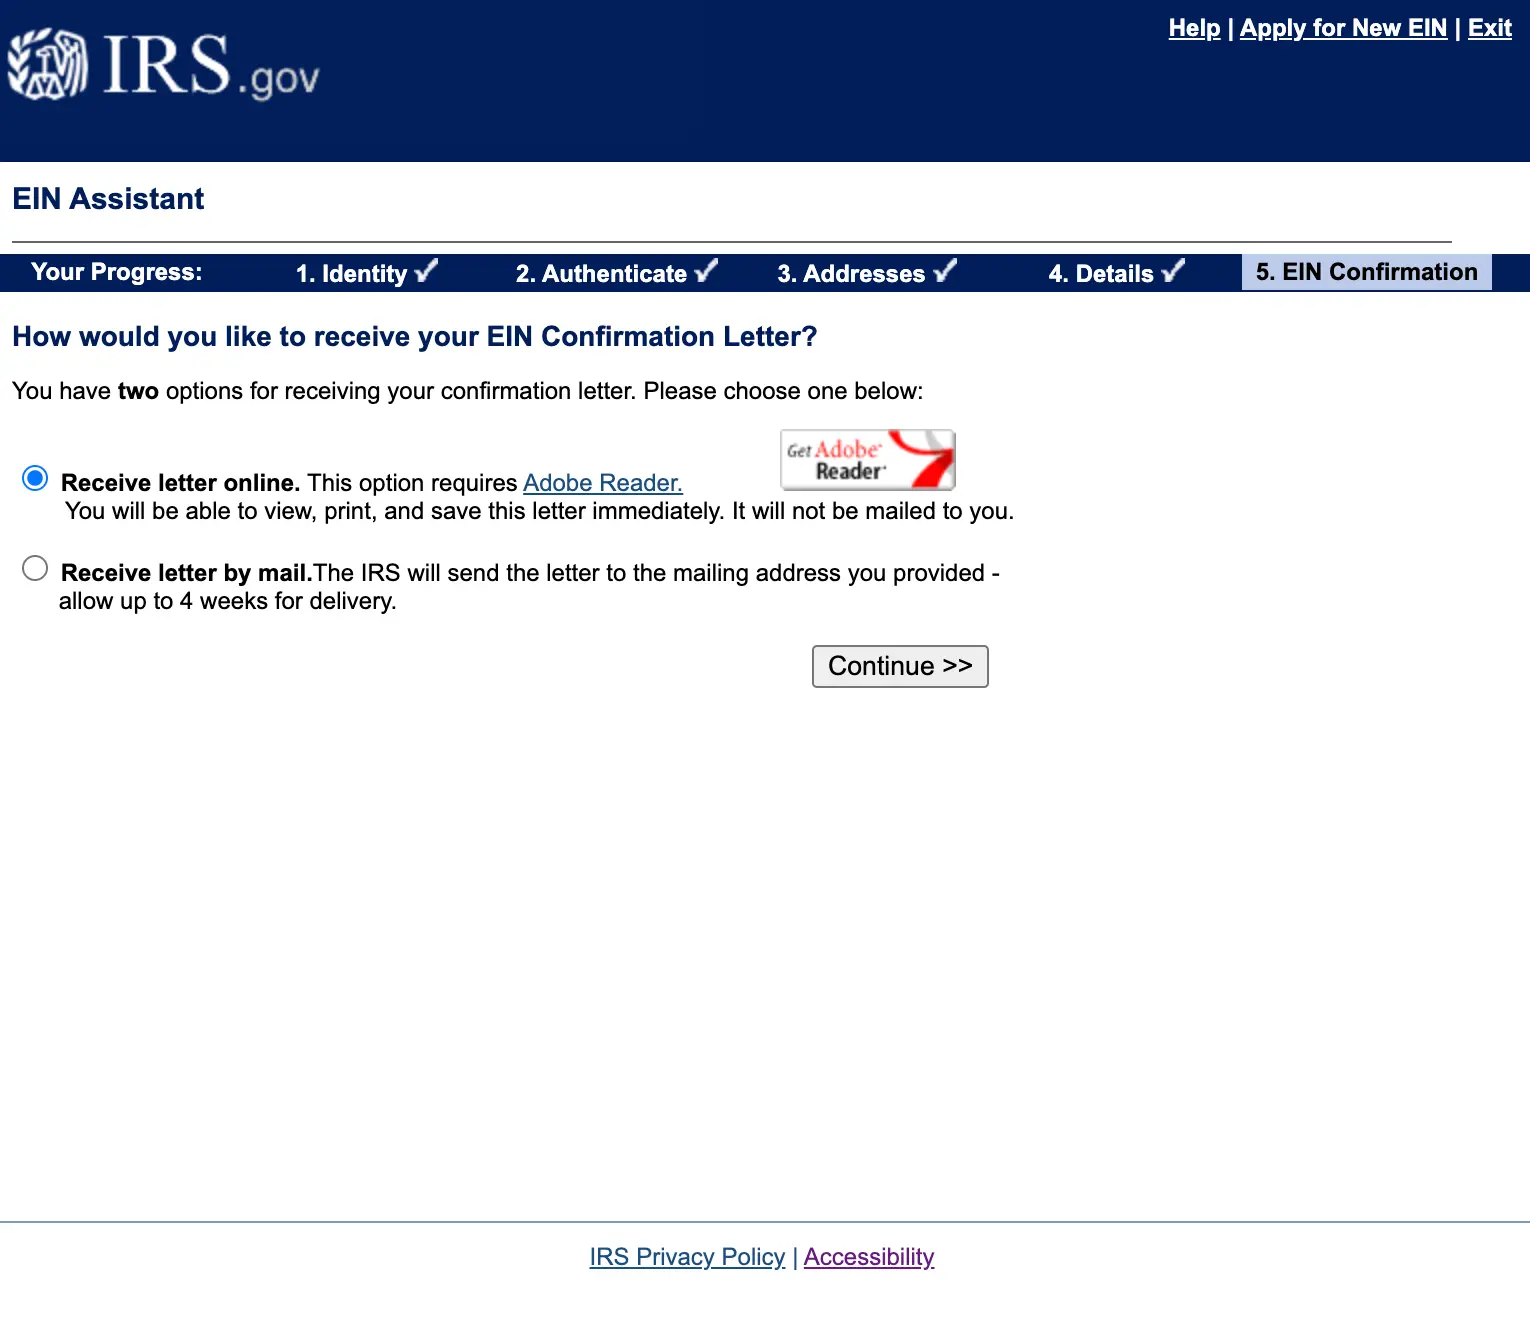 IRS.gov
Help | Apply for New EIN | Exit
EIN Assistant
Your Progress: 1. Identity ✓ 2. Authenticate ✓ 3. Addresses ✓ 4. Details ✓ 5. EIN Confirmation
How would you like to receive your EIN Confirmation Letter?
You have two options for receiving your confirmation letter. Please choose one below:
Get Adobe
Reader
Receive letter online. This option requires Adobe Reader.
You will be able to view, print, and save this letter immediately. It will not be mailed to you.
Receive letter by mail.The IRS will send the letter to the mailing address you provided -
allow up to 4 weeks for delivery.
Continue >>
IRS Privacy Policy | Accessibility